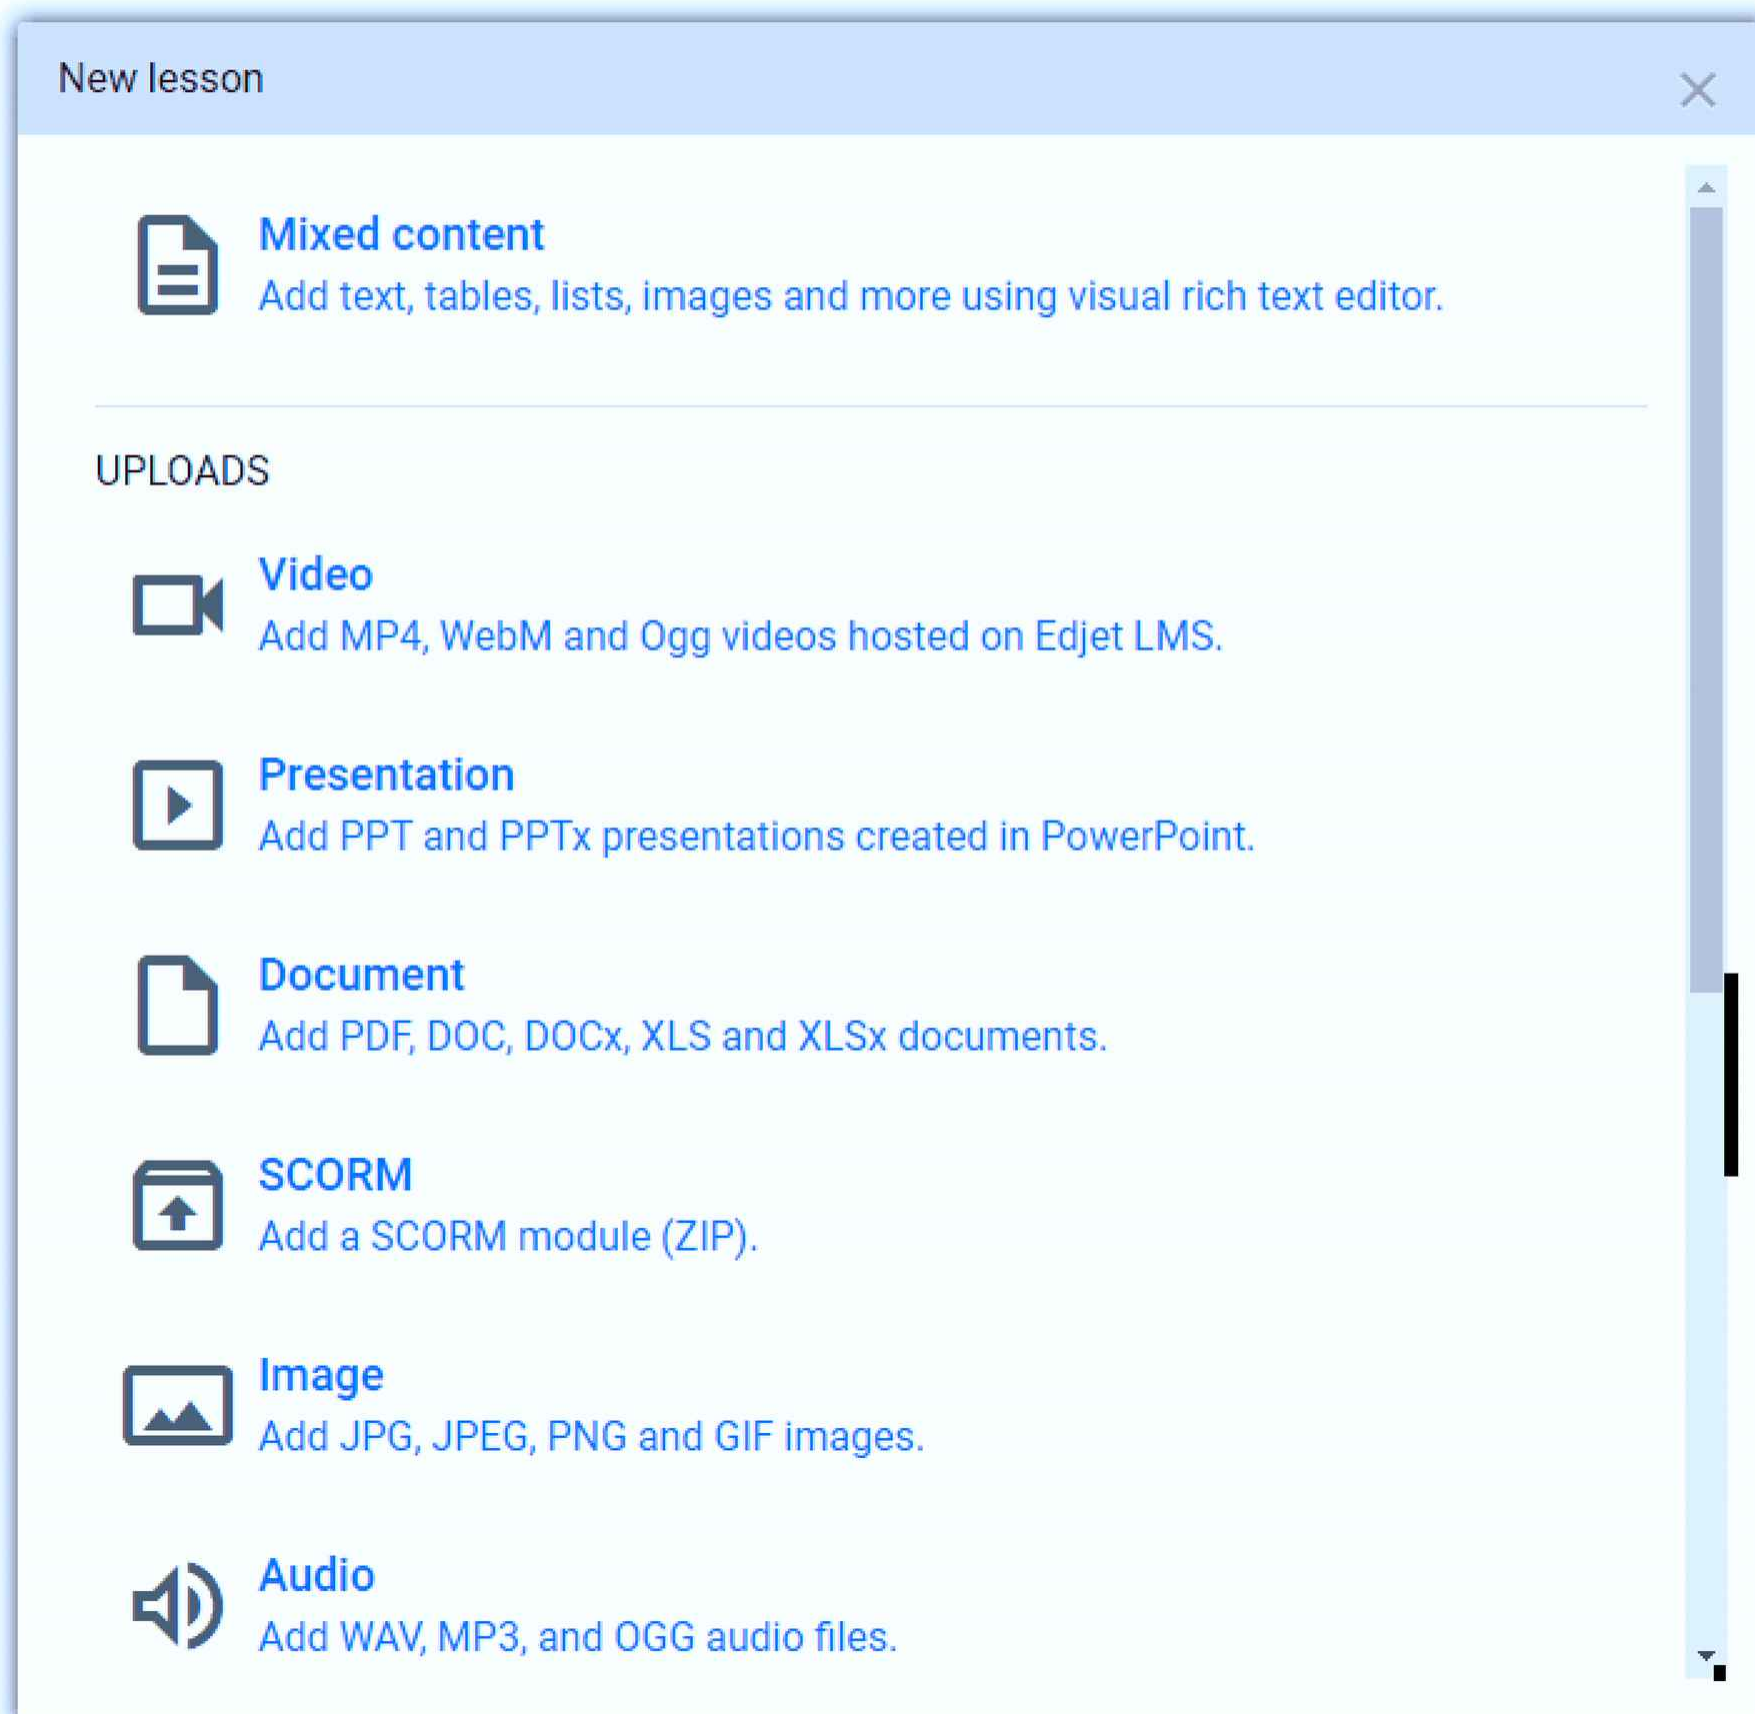 New lesson
Mixed content
Add text, tables, lists, images and more using visual rich text editor.
UPLOADS
Video
Add MP4, WebM and Ogg videos hosted on Edjet LMS.
Presentation
Add PPT and PPTx presentations created in PowerPoint.
Document
Add PDF, DOC, DOCx, XLS and XLSx documents.
SCORM
Add a SCORM module (ZIP).
Image
Add JPG, JPEG, PNG and GIF images.
Audio
Add WAV, MP3, and OGG audio files.